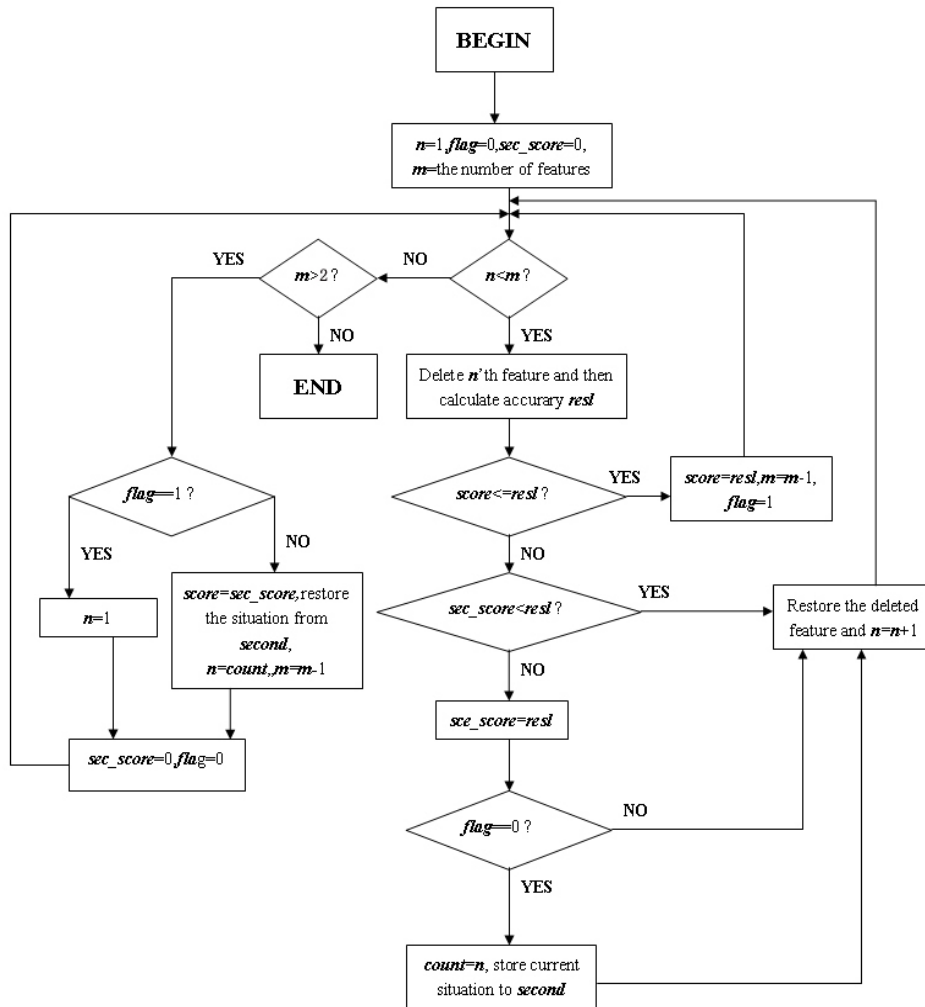 BEGIN
n=1,flag=0,sec_score=0,
m=the number of features
YES
m>2?
NO
n<m?
NO
YES
END
Delete n'th feature and then
calculate accurary resl
flag==1?
score<=resl?
YES
score=resl,m=m-1,
flag=1
YES
NO
NO
n=1
score=sec_score,restore
the situation from
second,
n=count,,m=m-1
sec_score<resl?
YES
Restore the deleted
feature and n=n+1
NO
sce_score=resl
sec_score=0,flag=0
flag==0?
NO
YES
count=n, store current
situation to second